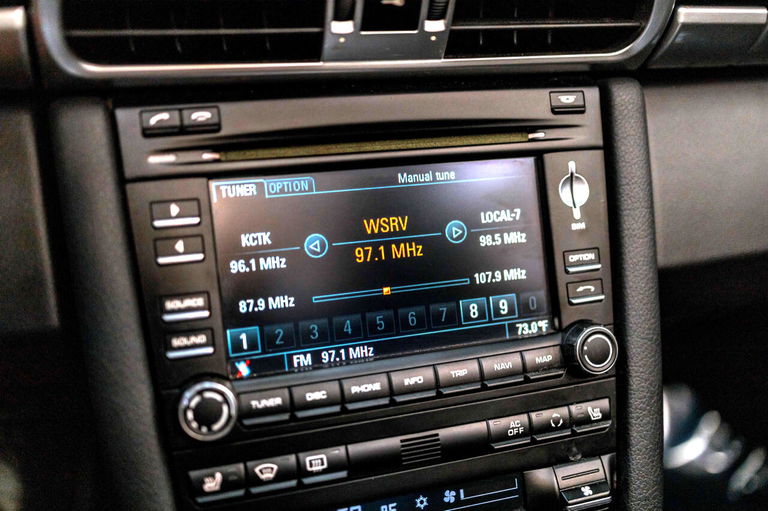 TUNER OPTION Manual tune
KCTK WSRV LOCAL-7
96.1 MHz 97.1 MHz 98.5 MHz
87.9 MHz 107.9 MHz
1 2 3 4 5 6 7 8 9 0
FM 97.1 MHz 73.0°F
SIM
OPTION
SOURCE
SOUND
TUNER DISC PHONE INFO TRIP NAVI MAP
AC
OFF